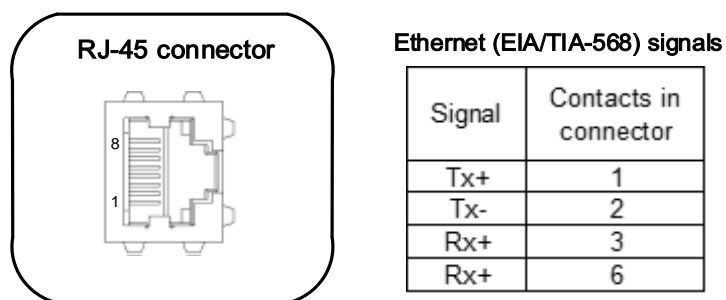 RJ-45 connector
8
1
Ethernet (EIA/TIA-568) signals
Signal Contacts in connector
Tx+ 1
Tx- 2
Rx+ 3
Rx+ 6